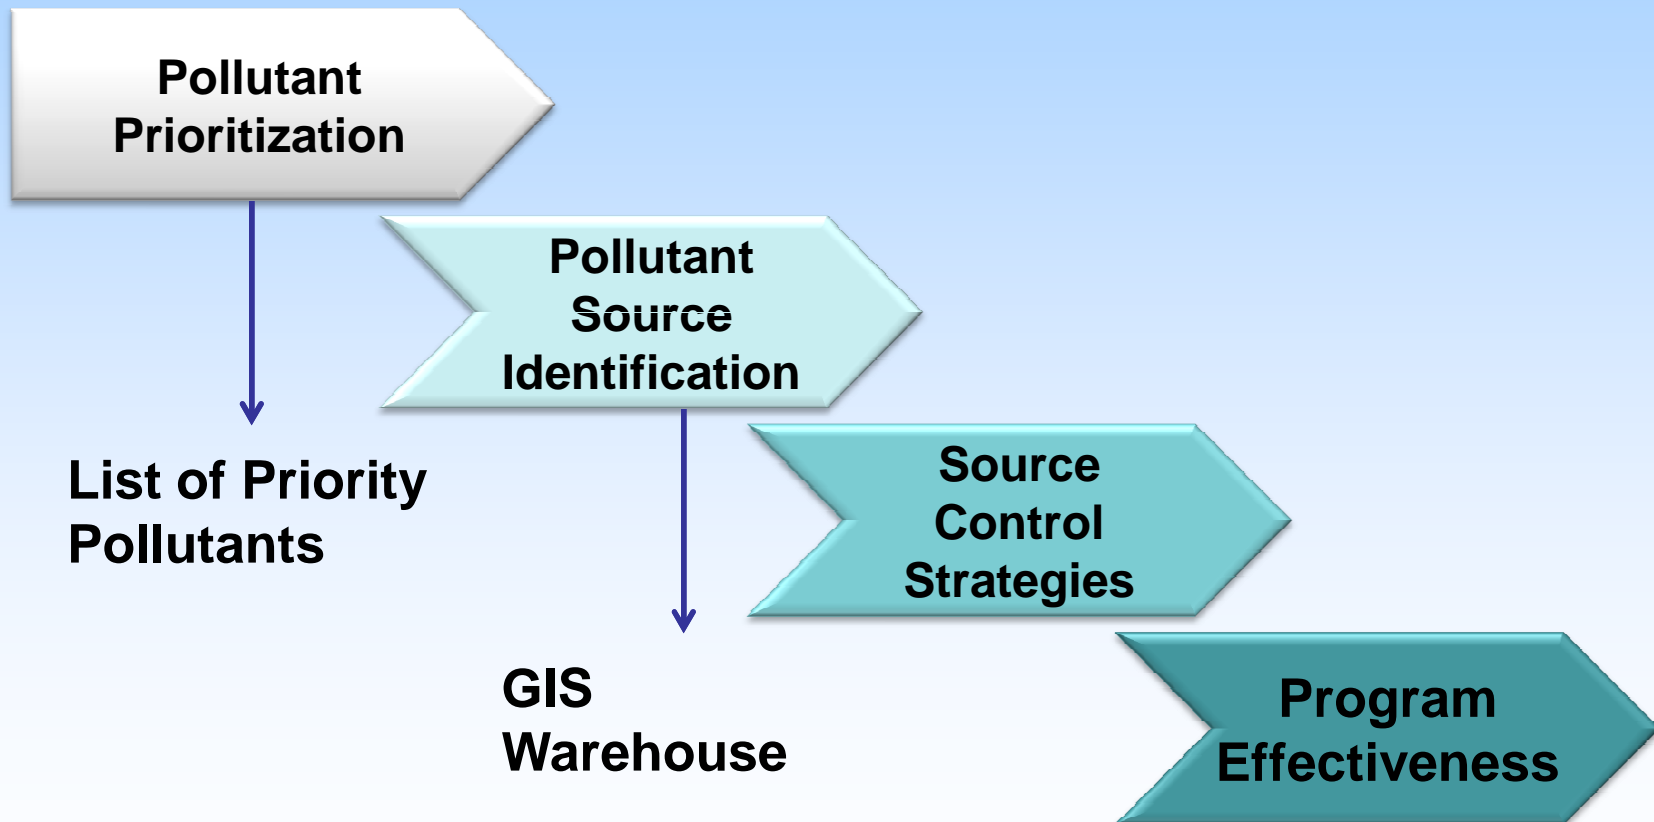 Pollutant
Prioritization
Pollutant
Source
Identification
List of Priority
Pollutants
Source
Control
Strategies
GIS
Warehouse
Program
Effectiveness